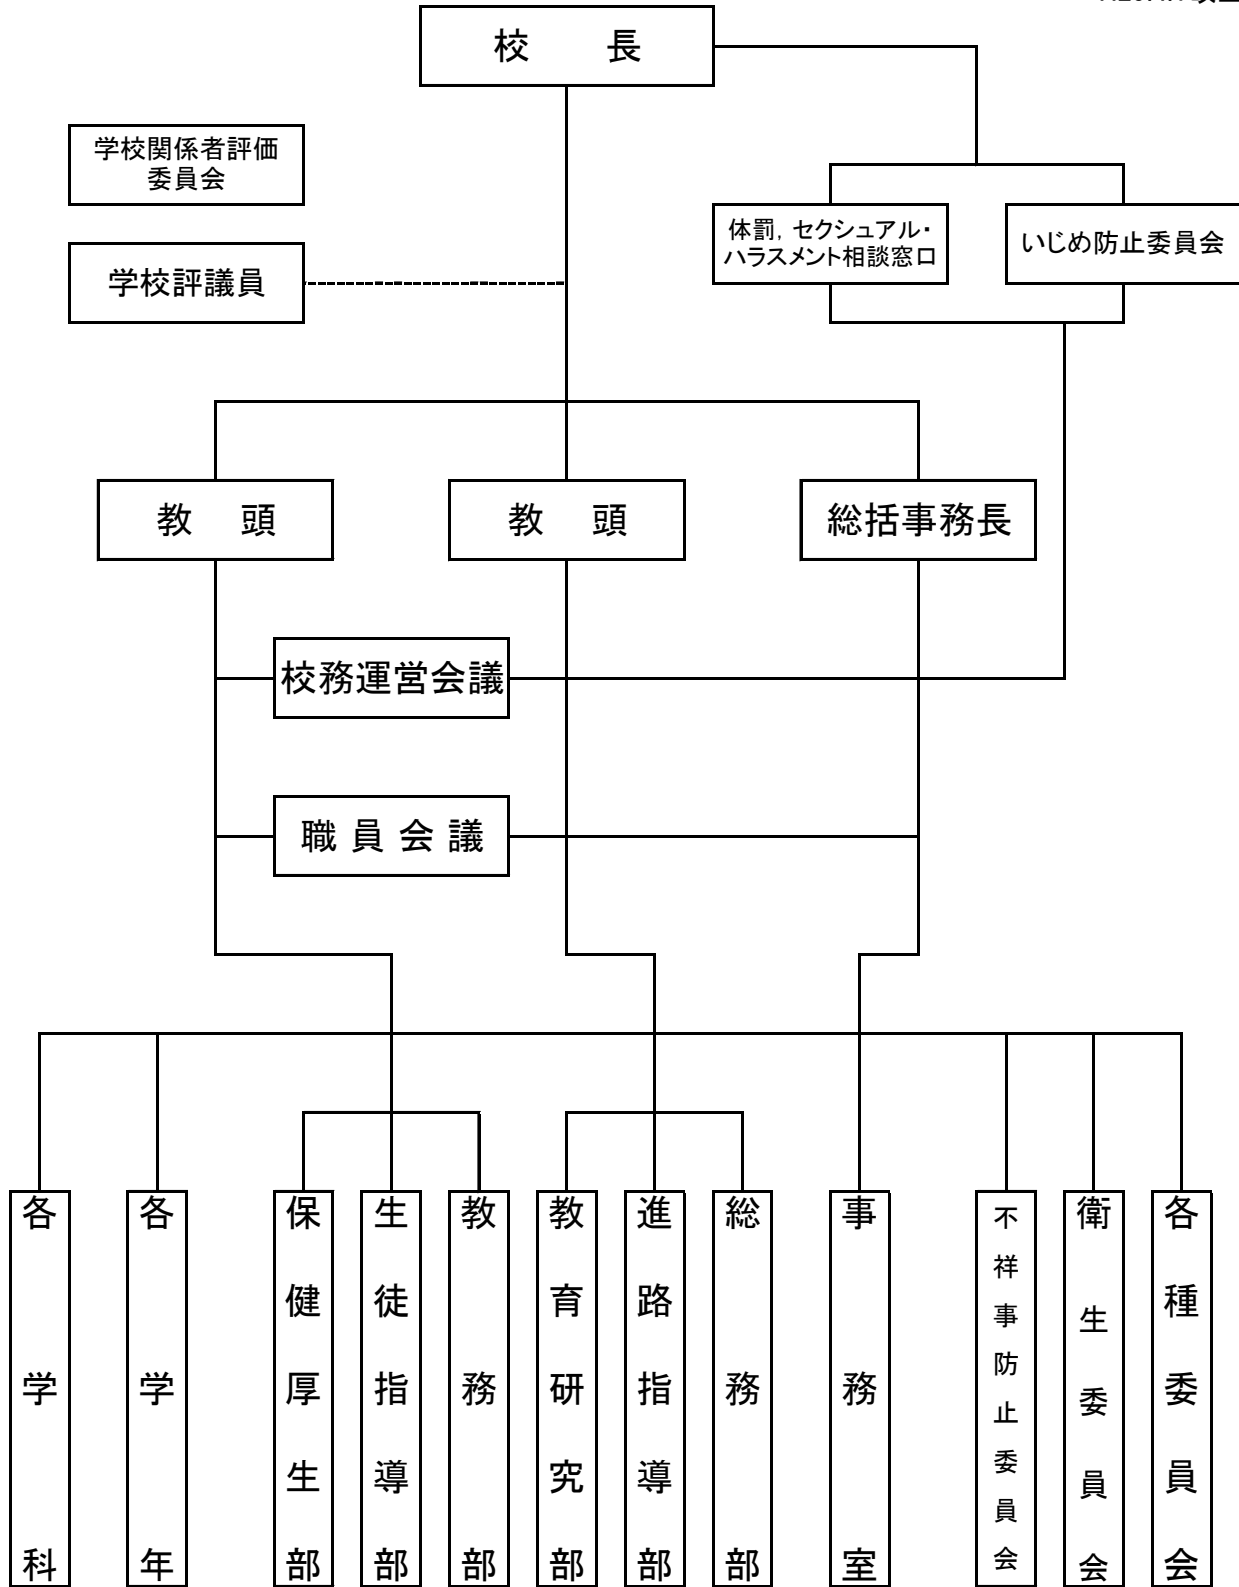 校　長
学校関係者評価
委員会
体罰，セクシュアル・
ハラスメント相談窓口
いじめ防止委員会
学校評議員
教　頭
教　頭
総括事務長
校務運営会議
職員会議
各学科
各学年
保健厚生部
生徒指導部
教務部
教育研究部
進路指導部
総務部
事務室
不祥事防止委員会
衛生委員会
各種委員会